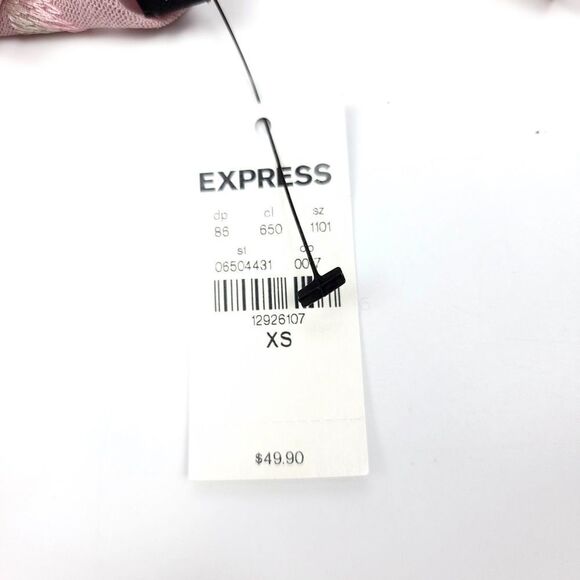 EXPRESS
dp cl sz
86 650 1101
st
06504431
12926107
XS
$49.90